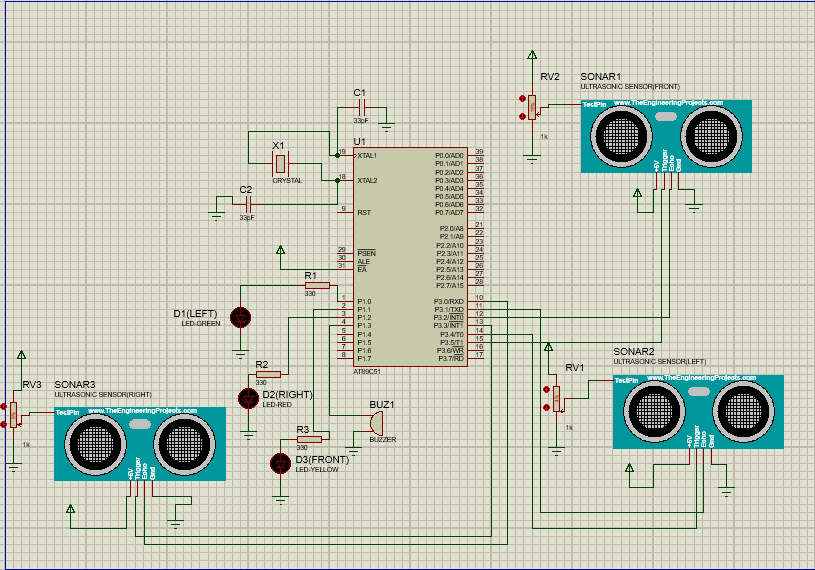 C1
33pF
X1
CRYSTAL
C2
33pF
U1
19 XTAL1
18 XTAL2
9 RST
29 PSEN
30 ALE
31 EA
1 P1.0
2 P1.1
3 P1.2
4 P1.3
5 P1.4
6 P1.5
7 P1.6
8 P1.7
P0.0/AD0 39
P0.1/AD1 38
P0.2/AD2 37
P0.3/AD3 36
P0.4/AD4 35
P0.5/AD5 34
P0.6/AD6 33
P0.7/AD7 32
P2.0/A8 21
P2.1/A9 22
P2.2/A10 23
P2.3/A11 24
P2.4/A12 25
P2.5/A13 26
P2.6/A14 27
P2.7/A15 28
P3.0/RXD 10
P3.1/TXD 11
P3.2/INT0 12
P3.3/INT1 13
P3.4/T0 14
P3.5/T1 15
P3.6/WR 16
P3.7/RD 17
AT89C51
R1
330
D1(LEFT)
LED-GREEN
R2
330
D2(RIGHT)
LED-RED
R3
330
D3(FRONT)
LED-YELLOW
BUZ1
BUZZER
RV2
1k
SONAR1
ULTRASONIC SENSOR(FRONT)
TestPin www.TheEngineeringProjects.com
+5V
Trigger
Echo
Gnd
RV1
1k
SONAR2
ULTRASONIC SENSOR(LEFT)
TestPin www.TheEngineeringProjects.com
+5V
Trigger
Echo
Gnd
RV3
1k
SONAR3
ULTRASONIC SENSOR(RIGHT)
TestPin www.TheEngineeringProjects.com
+5V
Trigger
Echo
Gnd